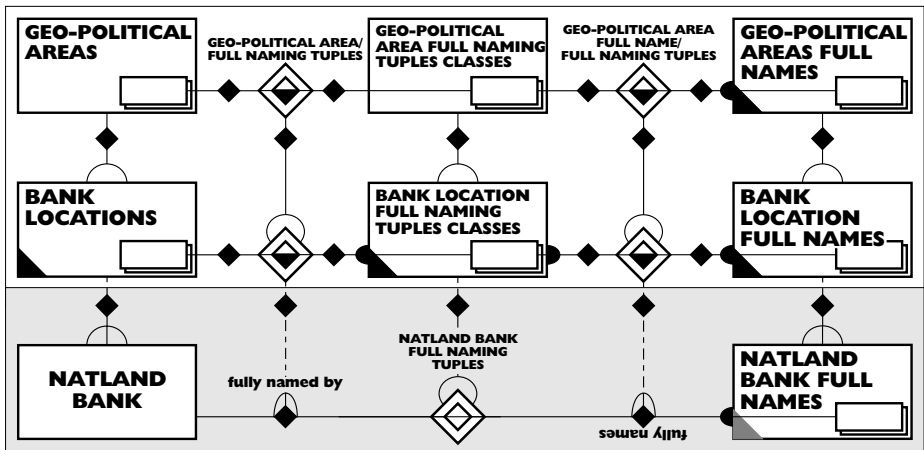 GEO-POLITICAL
AREAS
GEO-POLITICAL AREA/
FULL NAMING TUPLES
GEO-POLITICAL
AREA FULL NAMING
TUPLES CLASSES
GEO-POLITICAL AREA
FULL NAME/
FULL NAMING TUPLES
GEO-POLITICAL
AREAS FULL
NAMES
BANK
LOCATIONS
BANK LOCATION
FULL NAMING
TUPLES CLASSES
BANK
LOCATION
FULL NAMES
NATLAND
BANK
fully named by
NATLAND BANK
FULL NAMING
TUPLES
fully names
NATLAND
BANK FULL
NAMES